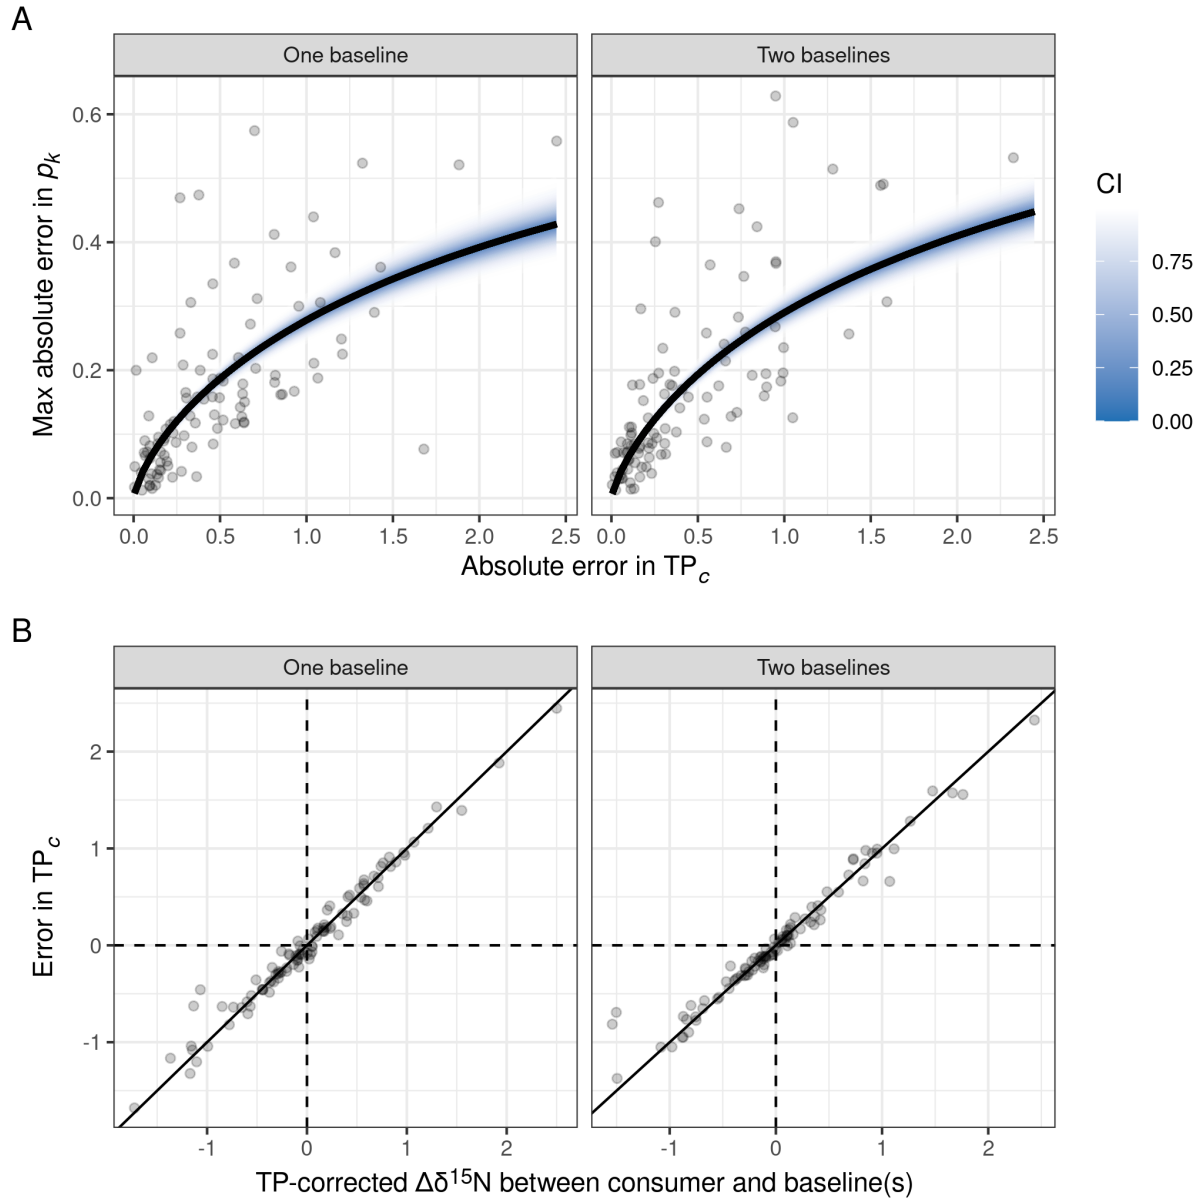 A
One baseline
Two baselines
Max absolute error in pk
0.6
0.4
0.2
0.0
0.0 0.5 1.0 1.5 2.0 2.5
0.0 0.5 1.0 1.5 2.0 2.5
Absolute error in TPc
CI
0.75
0.50
0.25
0.00
B
One baseline
Two baselines
Error in TPc
2
1
0
-1
-1 0 1 2
-1 0 1 2
TP-corrected Δδ¹⁵N between consumer and baseline(s)